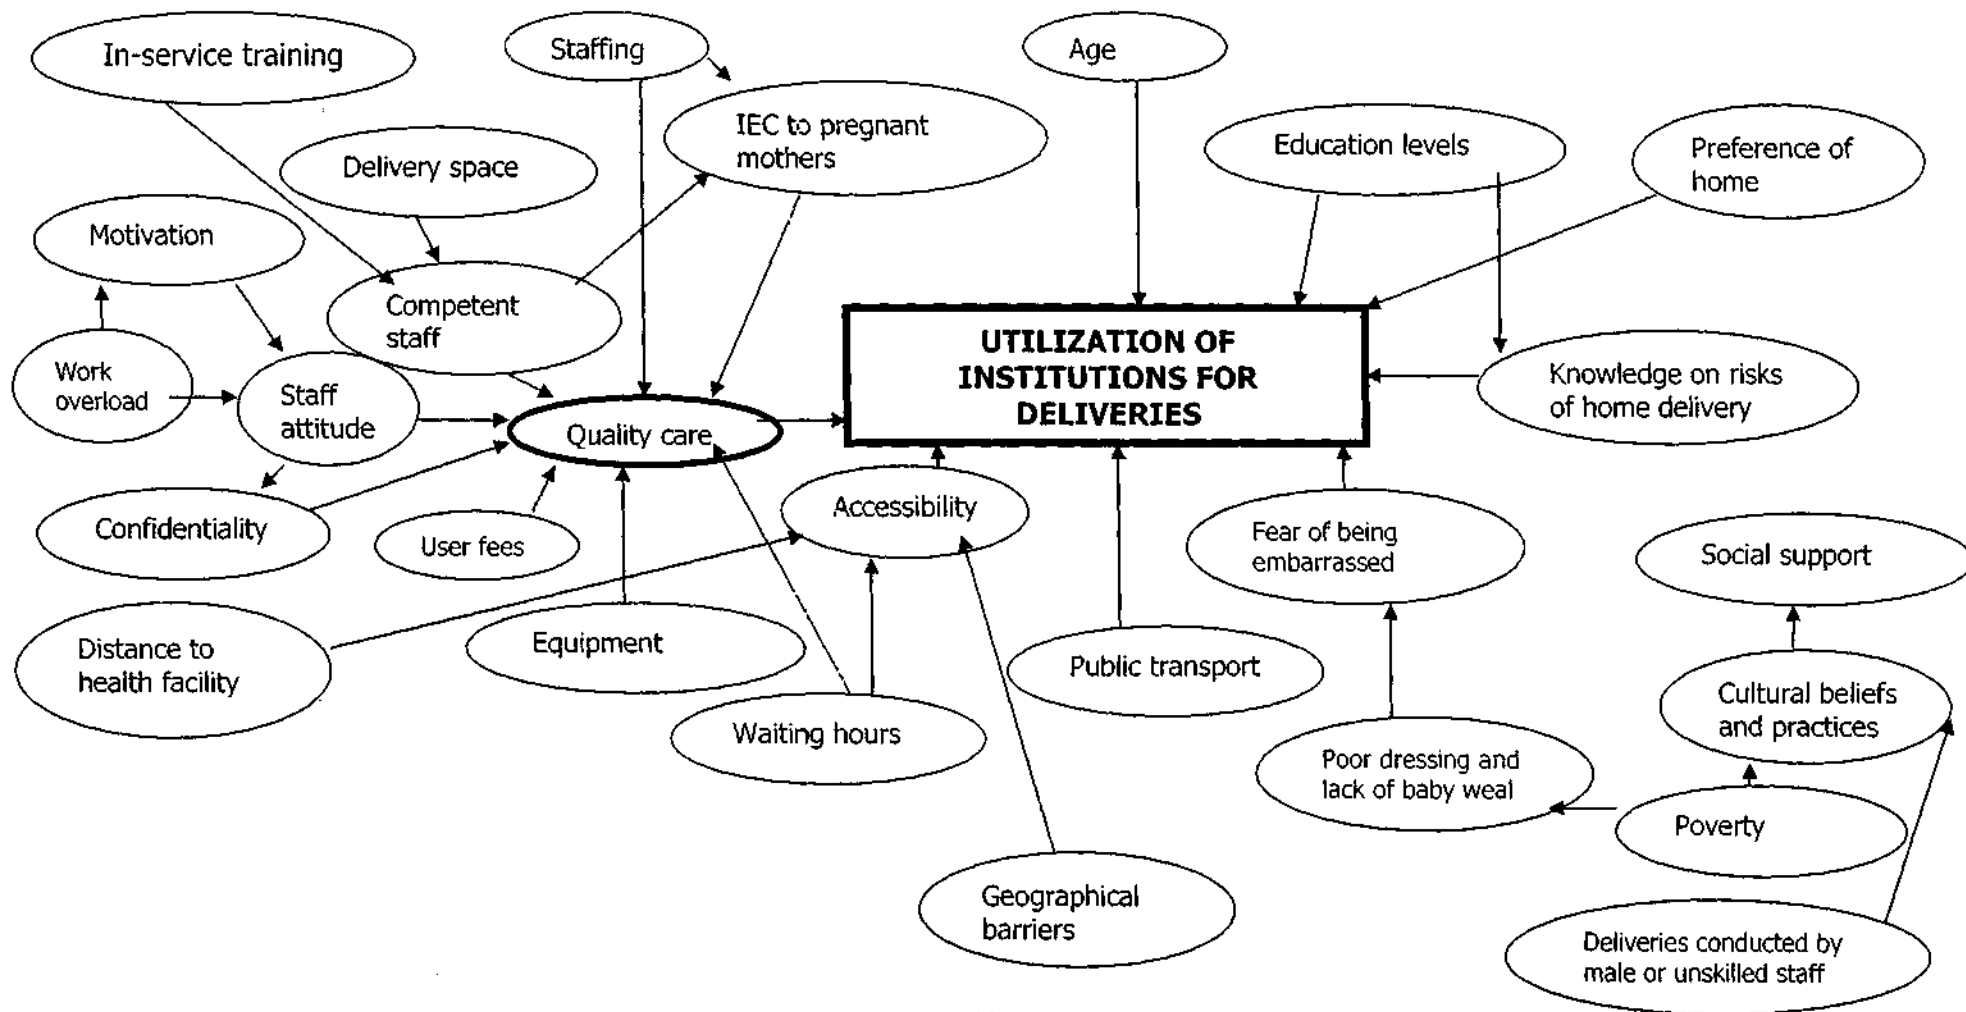 In-service training
Staffing
Age
IEC to pregnant
mothers
Education levels
Preference of
home
Delivery space
Motivation
Competent
staff
UTILIZATION OF
INSTITUTIONS FOR
DELIVERIES
Work
overload
Staff
attitude
Knowledge on risks
of home delivery
Quality care
Accessibility
Confidentiality
User fees
Fear of being
embarrassed
Social support
Distance to
health facility
Equipment
Public transport
Cultural beliefs
and practices
Waiting hours
Poor dressing and
lack of baby weal
Poverty
Geographical
barriers
Deliveries conducted by
male or unskilled staff